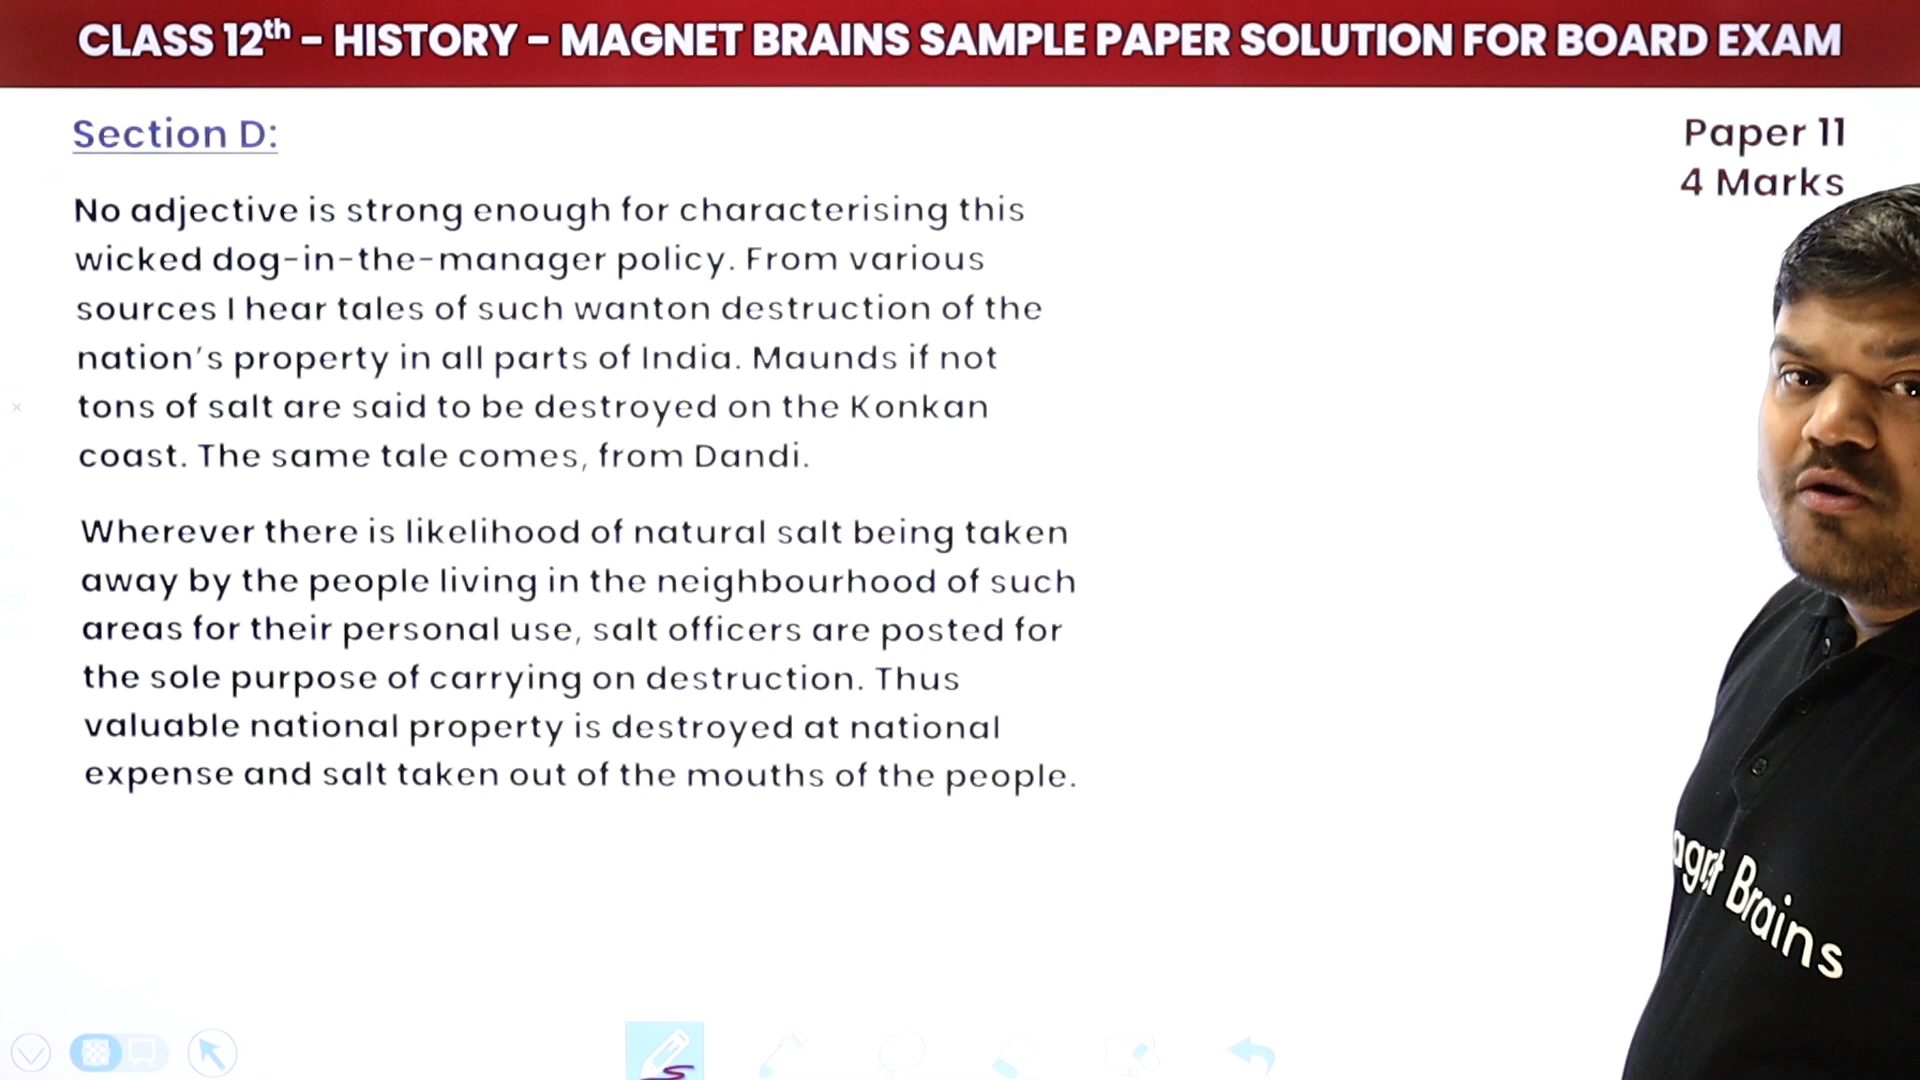 CLASS 12th - HISTORY - MAGNET BRAINS SAMPLE PAPER SOLUTION FOR BOARD EXAM
Section D:
Paper 11
4 Marks
No adjective is strong enough for characterising this
wicked dog-in-the-manager policy. From various
sources I hear tales of such wanton destruction of the
nation's property in all parts of India. Maunds if not
tons of salt are said to be destroyed on the Konkan
coast. The same tale comes, from Dandi.
Wherever there is likelihood of natural salt being taken
away by the people living in the neighbourhood of such
areas for their personal use, salt officers are posted for
the sole purpose of carrying on destruction. Thus
valuable national property is destroyed at national
expense and salt taken out of the mouths of the people.
Brains